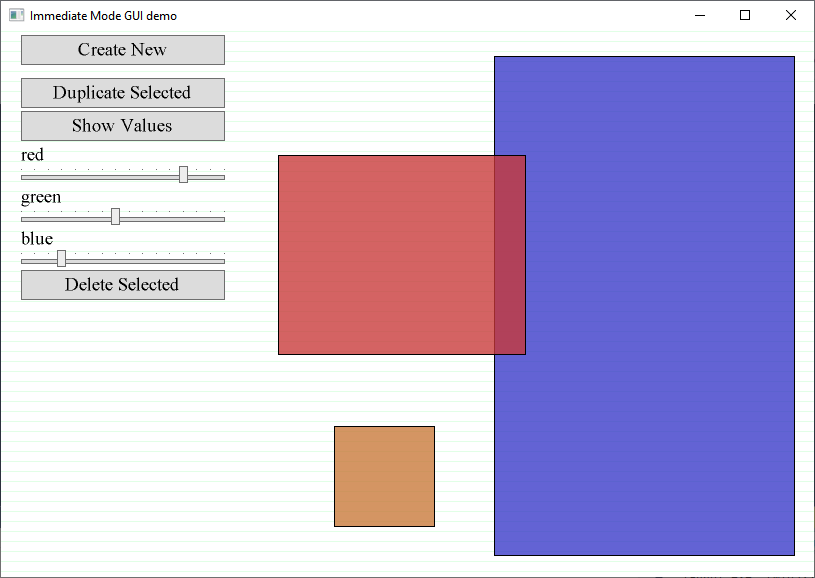 Immediate Mode GUI demo
Create New
Duplicate Selected
Show Values
red
green
blue
Delete Selected